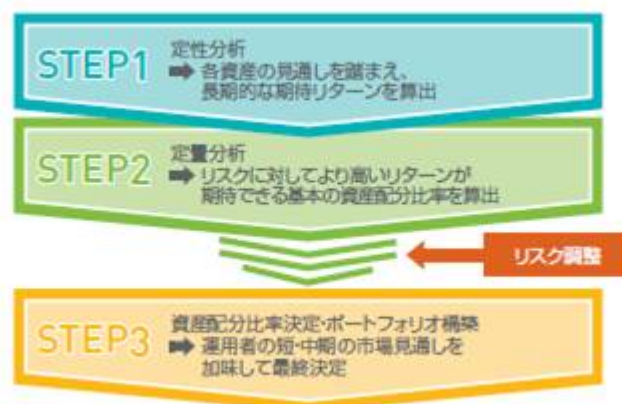 STEP1
定性分析
➡ 各資産の見通しを踏まえ、
長期的な期待リターンを算出
STEP2
定量分析
➡ リスクに対してより高いリターンが
期待できる基本の資産配分比率を算出
リスク調整
STEP3
資産配分比率決定・ポートフォリオ構築
➡ 運用者の短・中期の市場見通しを
加味して最終決定